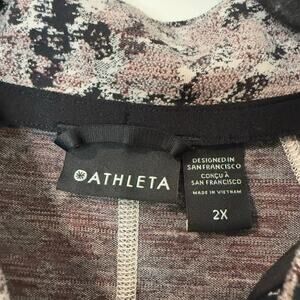 ATHLETA
DESIGNED IN
SAN FRANCISCO
CONÇU À
SAN FRANCISCO
MADE IN VIETNAM
2X